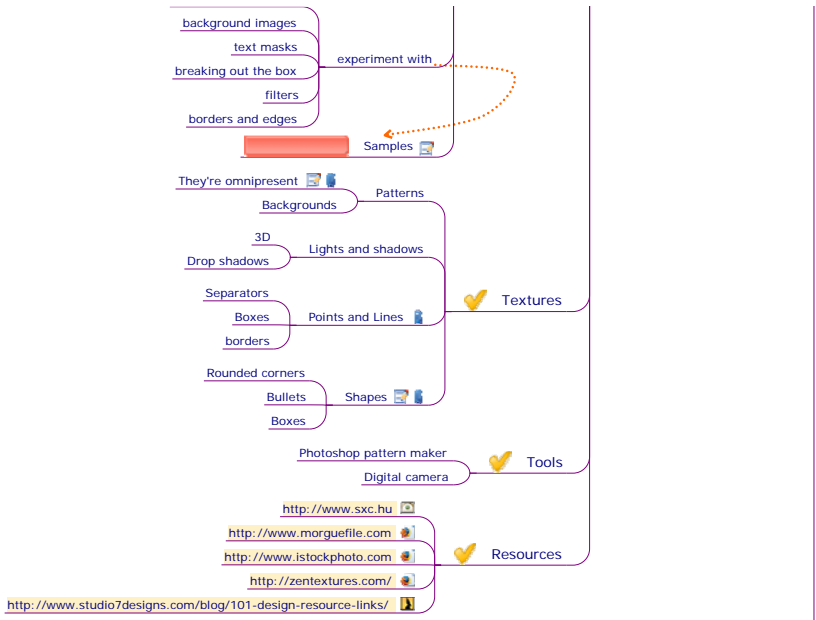 background images
text masks
breaking out the box
filters
borders and edges
experiment with
Samples
They're omnipresent
Backgrounds
Patterns
3D
Drop shadows
Lights and shadows
Separators
Boxes
borders
Points and Lines
Rounded corners
Bullets
Boxes
Shapes
Textures
Photoshop pattern maker
Digital camera
Tools
http://www.sxc.hu
http://www.morguefile.com
http://www.istockphoto.com
http://zentextures.com/
http://www.studio7designs.com/blog/101-design-resource-links/
Resources